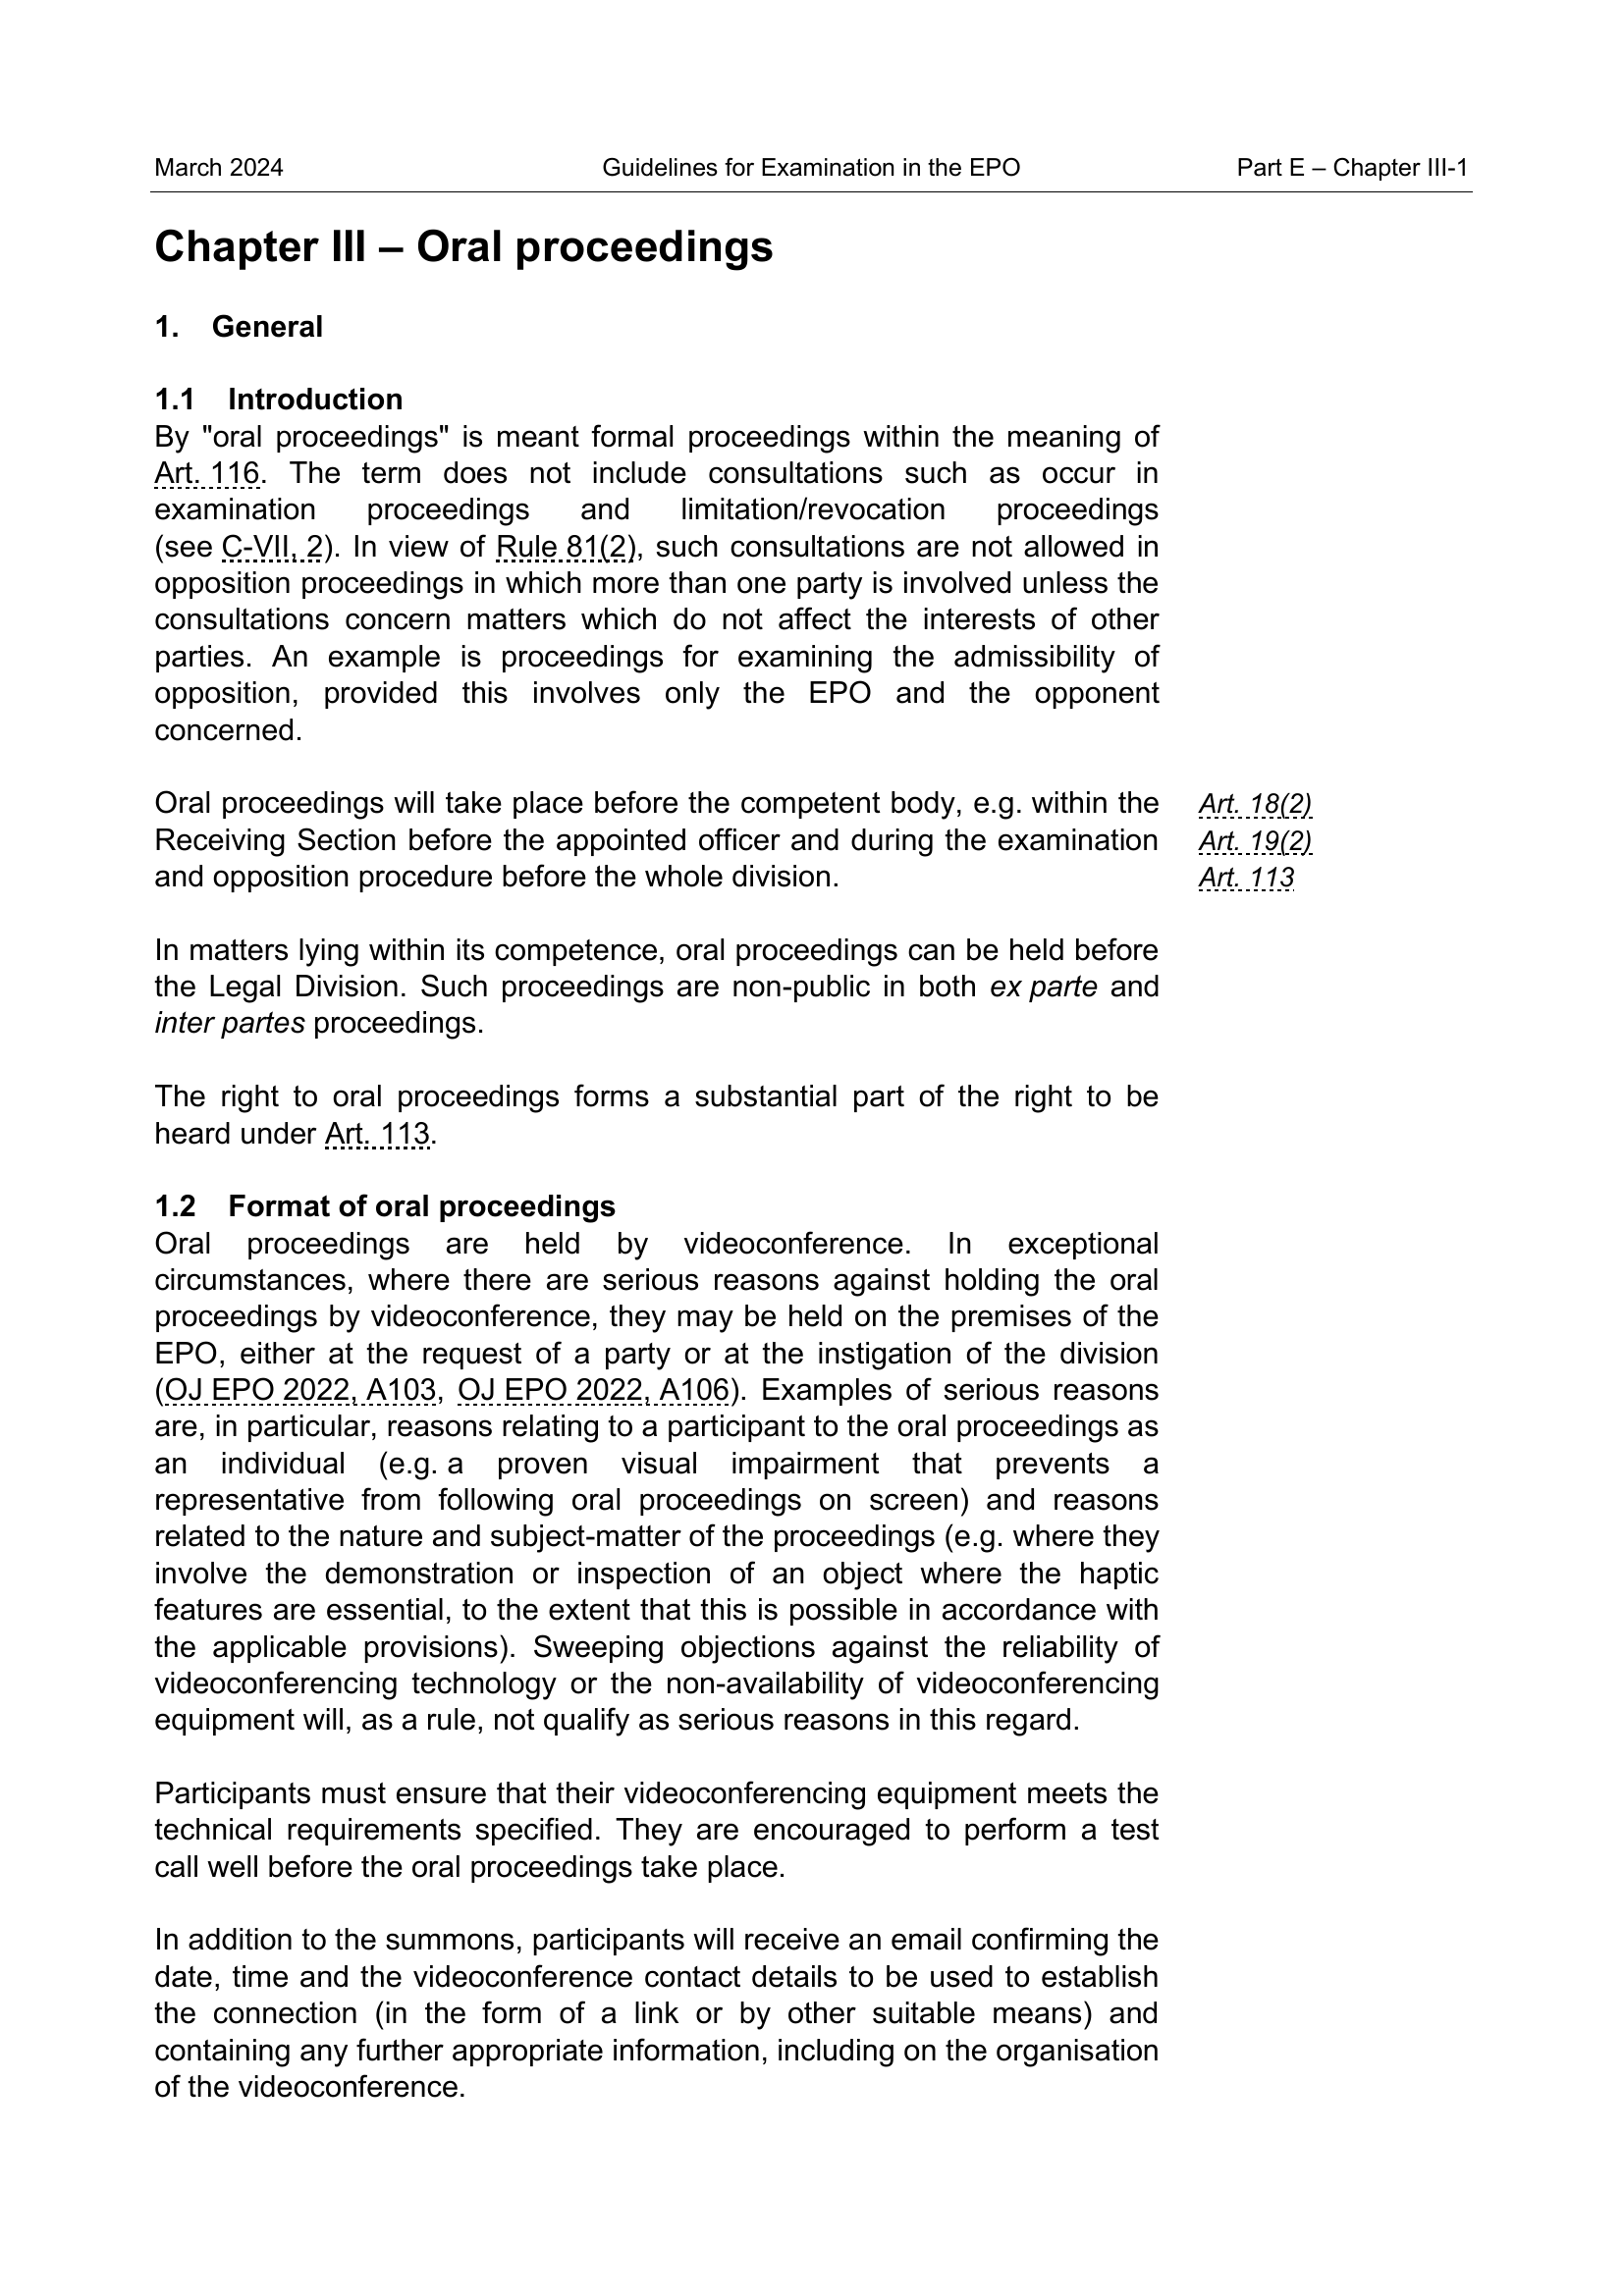 March 2024 Guidelines for Examination in the EPO Part E – Chapter III-1
Chapter III – Oral proceedings
1. General
1.1 Introduction
By "oral proceedings" is meant formal proceedings within the meaning of
Art. 116. The term does not include consultations such as occur in
examination proceedings and limitation/revocation proceedings
(see C-VII, 2). In view of Rule 81(2), such consultations are not allowed in
opposition proceedings in which more than one party is involved unless the
consultations concern matters which do not affect the interests of other
parties. An example is proceedings for examining the admissibility of
opposition, provided this involves only the EPO and the opponent
concerned.
Oral proceedings will take place before the competent body, e.g. within the Art. 18(2)
Receiving Section before the appointed officer and during the examination Art. 19(2)
and opposition procedure before the whole division. Art. 113
In matters lying within its competence, oral proceedings can be held before
the Legal Division. Such proceedings are non-public in both ex parte and
inter partes proceedings.
The right to oral proceedings forms a substantial part of the right to be
heard under Art. 113.
1.2 Format of oral proceedings
Oral proceedings are held by videoconference. In exceptional
circumstances, where there are serious reasons against holding the oral
proceedings by videoconference, they may be held on the premises of the
EPO, either at the request of a party or at the instigation of the division
(OJ EPO 2022, A103, OJ EPO 2022, A106). Examples of serious reasons
are, in particular, reasons relating to a participant to the oral proceedings as
an individual (e.g. a proven visual impairment that prevents a
representative from following oral proceedings on screen) and reasons
related to the nature and subject-matter of the proceedings (e.g. where they
involve the demonstration or inspection of an object where the haptic
features are essential, to the extent that this is possible in accordance with
the applicable provisions). Sweeping objections against the reliability of
videoconferencing technology or the non-availability of videoconferencing
equipment will, as a rule, not qualify as serious reasons in this regard.
Participants must ensure that their videoconferencing equipment meets the
technical requirements specified. They are encouraged to perform a test
call well before the oral proceedings take place.
In addition to the summons, participants will receive an email confirming the
date, time and the videoconference contact details to be used to establish
the connection (in the form of a link or by other suitable means) and
containing any further appropriate information, including on the organisation
of the videoconference.